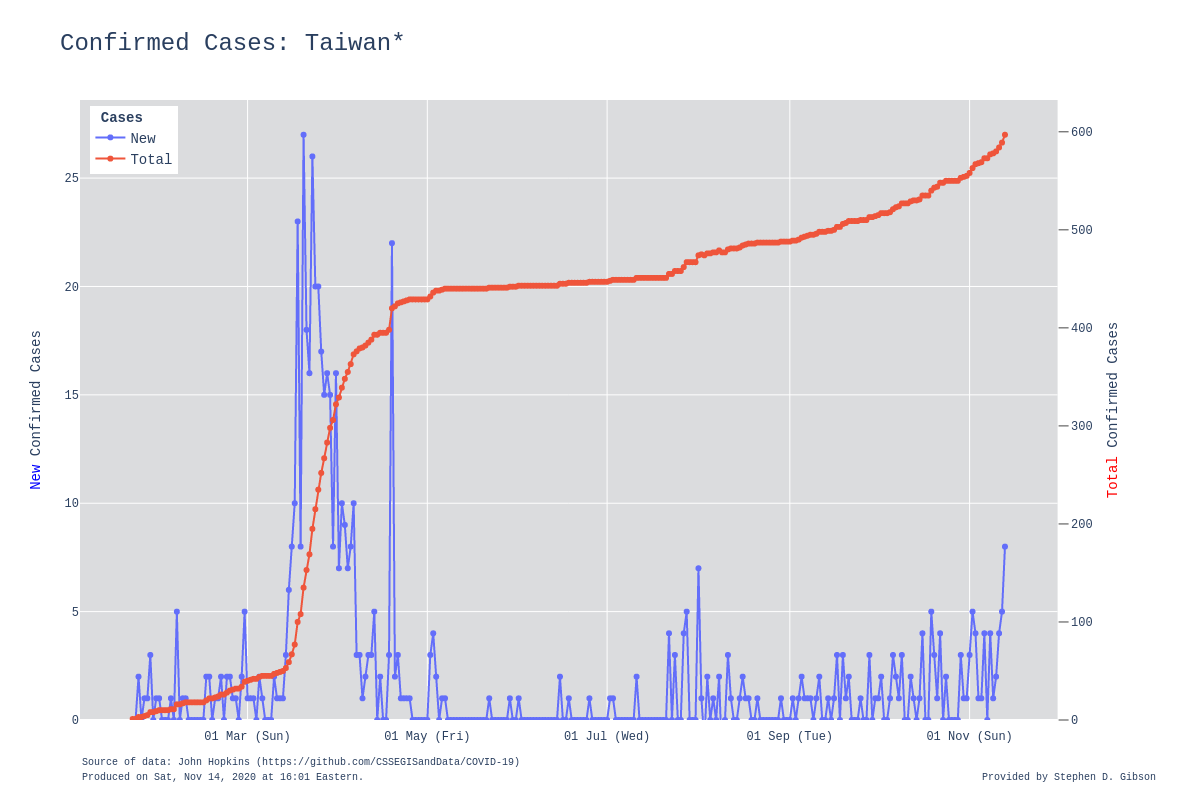 Confirmed Cases: Taiwan*
Cases
New
Total
25
20
15
10
5
0
600
500
400
300
200
100
0
New Confirmed Cases
Total Confirmed Cases
01 Mar (Sun)
01 May (Fri)
01 Jul (Wed)
01 Sep (Tue)
01 Nov (Sun)
Source of data: John Hopkins (https://github.com/CSSEGISandData/COVID-19)
Produced on Sat, Nov 14, 2020 at 16:01 Eastern.
Provided by Stephen D. Gibson